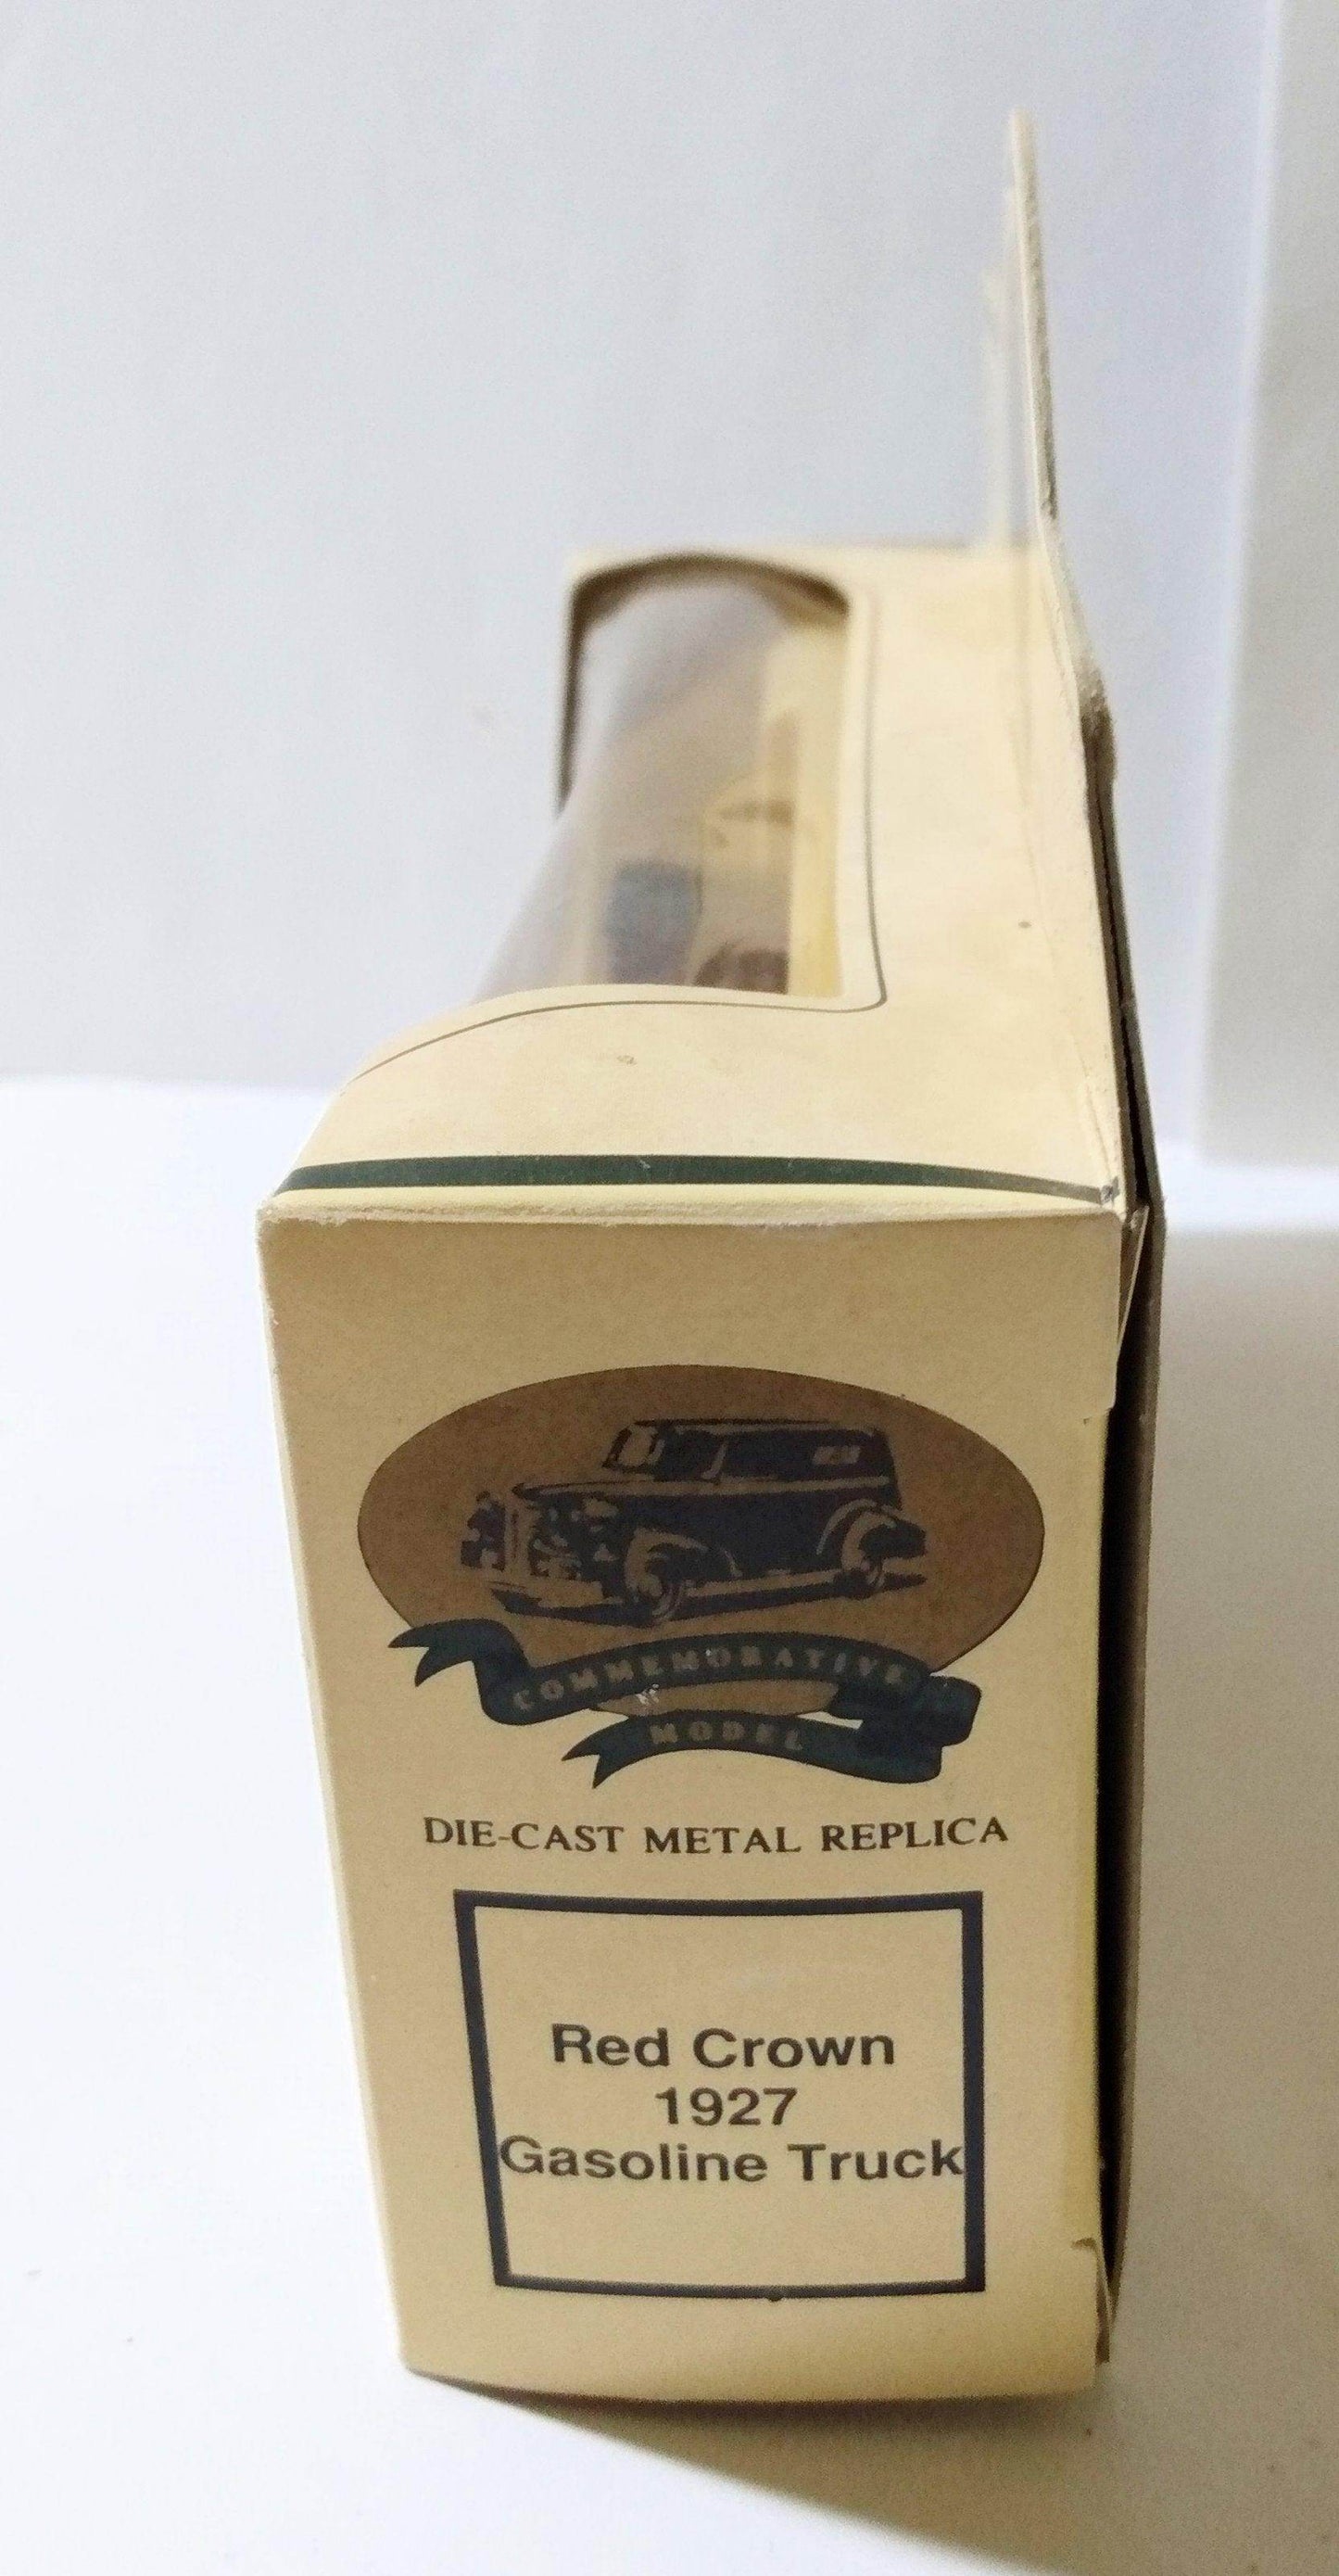 COMMEMORATIVE
MODEL
DIE-CAST METAL REPLICA
Red Crown
1927
Gasoline Truck